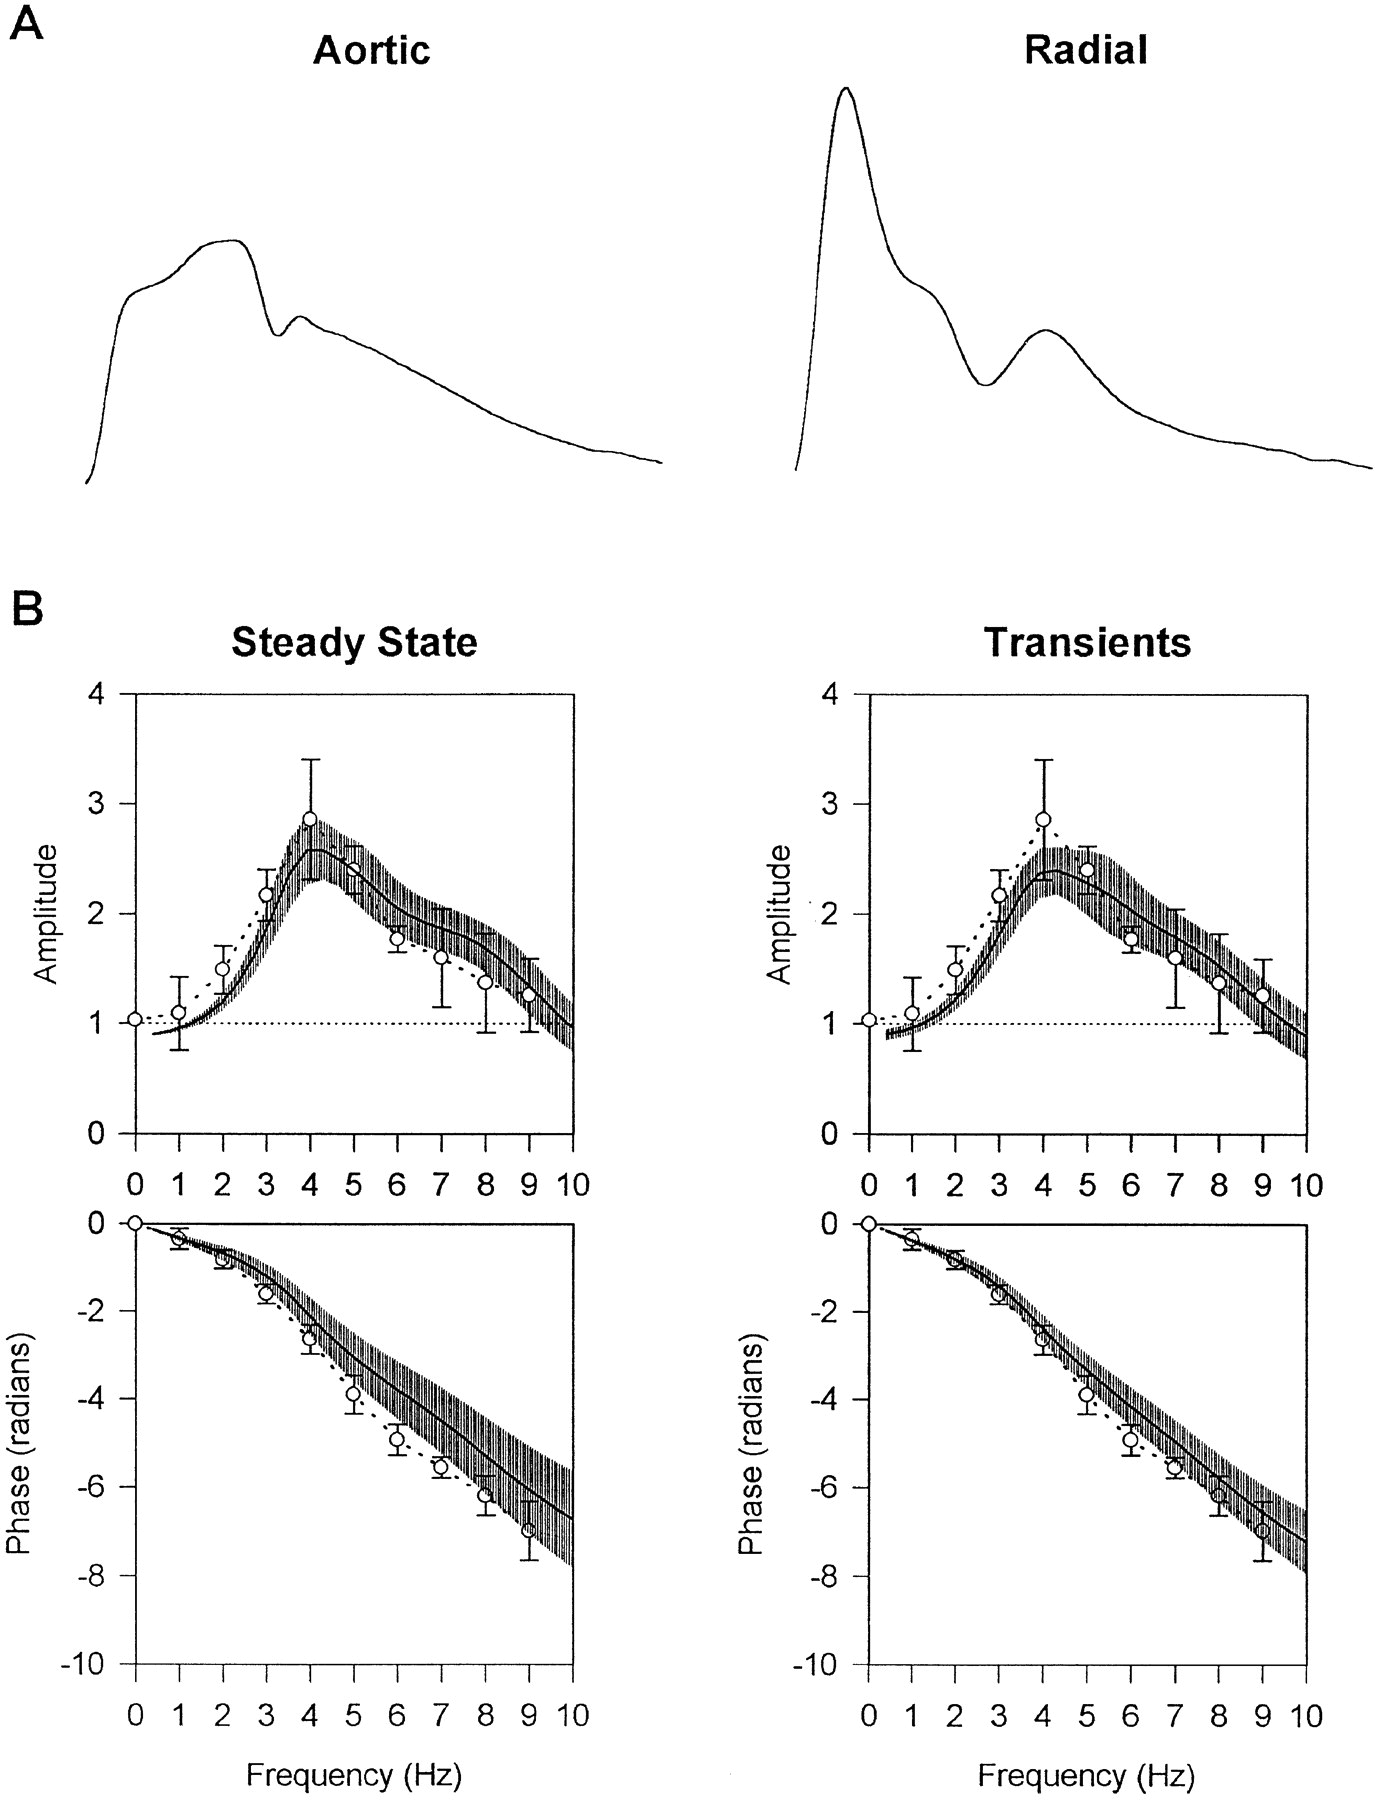 A
Aortic
Radial
B
Steady State
Transients
4
3
2
1
0
Amplitude
0 1 2 3 4 5 6 7 8 9 10
4
3
2
1
0
Amplitude
0 1 2 3 4 5 6 7 8 9 10
0
-2
-4
-6
-8
-10
Phase (radians)
0 1 2 3 4 5 6 7 8 9 10
Frequency (Hz)
0
-2
-4
-6
-8
-10
Phase (radians)
0 1 2 3 4 5 6 7 8 9 10
Frequency (Hz)